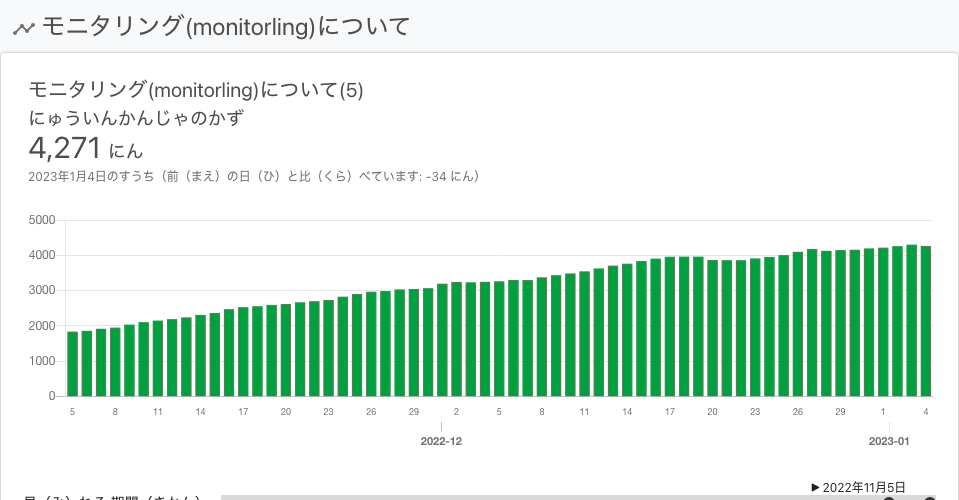 モニタリング(monitorling)について
モニタリング(monitorling)について(5)
にゅういんかんじゃのかず
4,271 にん
2023年1月4日のすうち（前（まえ）の日（ひ）と比（くら）べています: -34 にん）
5000
4000
3000
2000
1000
0
5 8 11 14 17 20 23 26 29 2 5 8 11 14 17 20 23 26 29 1 4
2022-12 2023-01
▶ 2022年11月5日